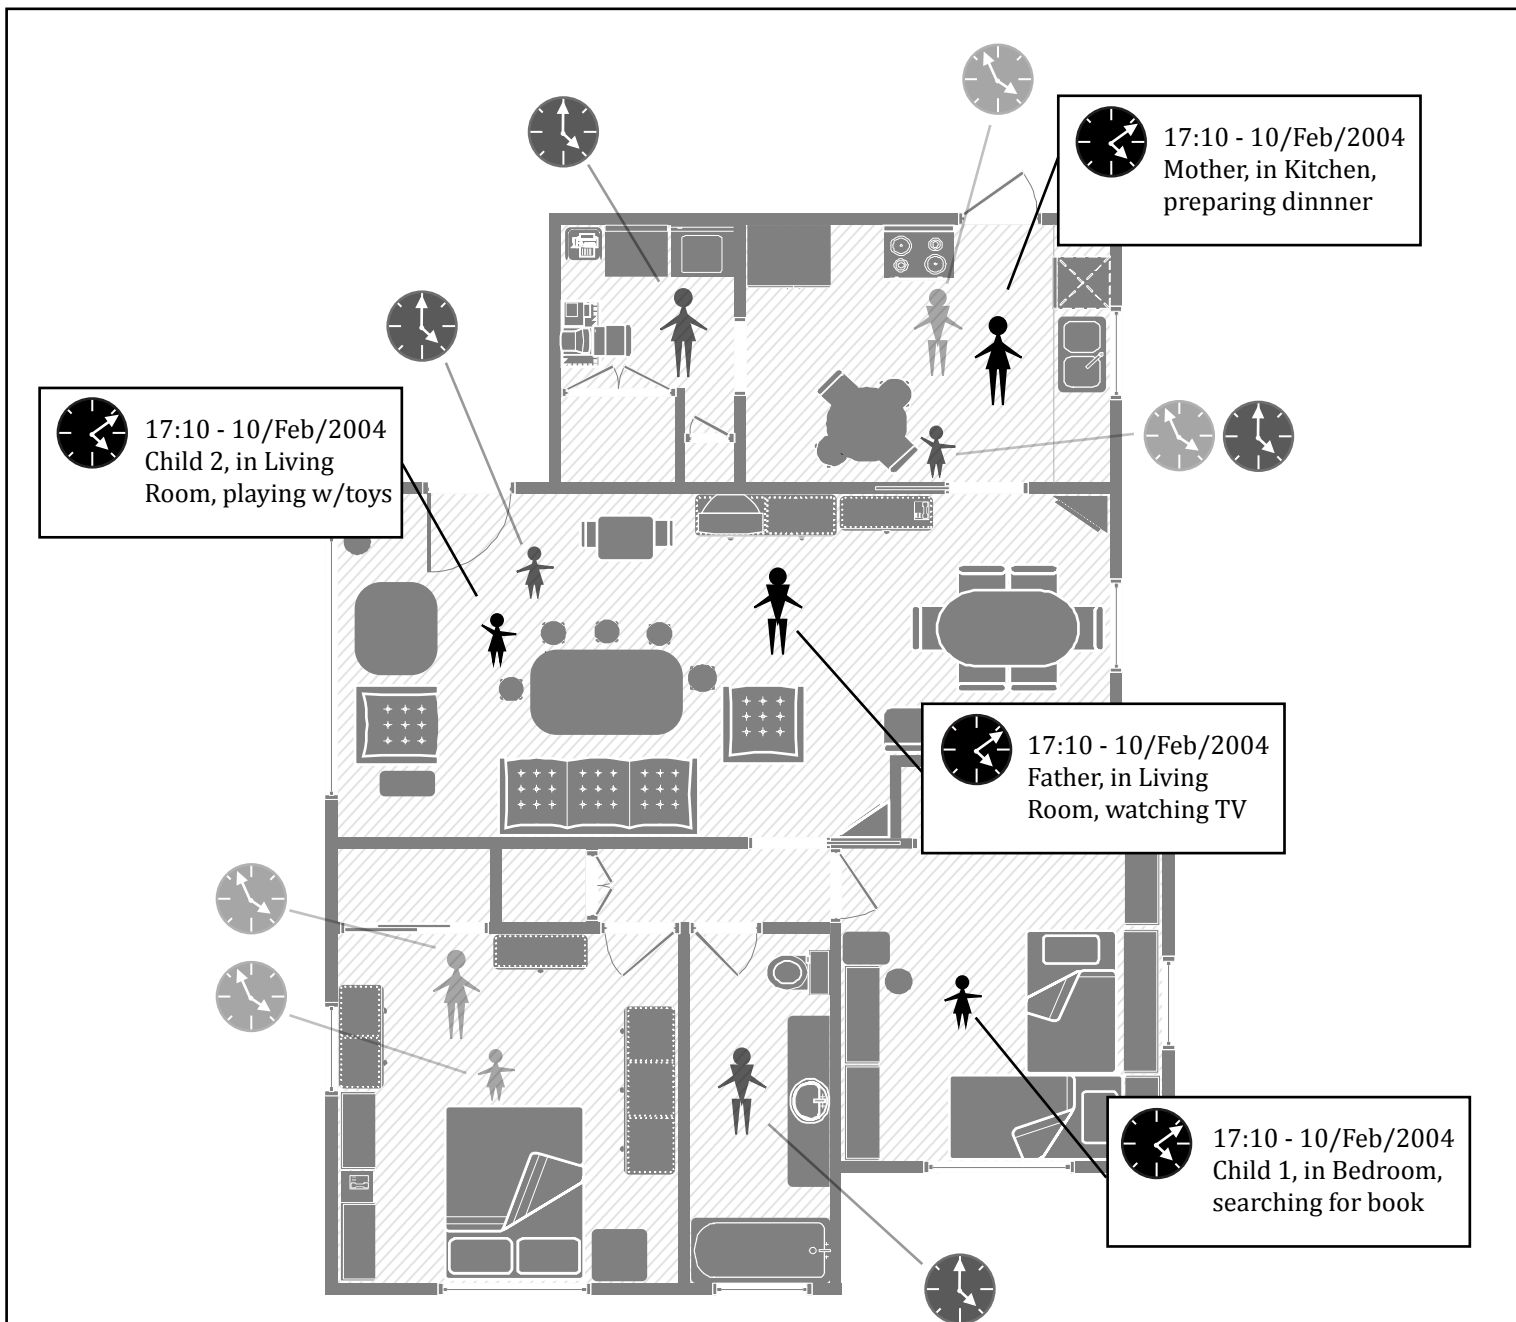 17:10 - 10/Feb/2004
Mother, in Kitchen,
preparing dinnner
17:10 - 10/Feb/2004
Child 2, in Living
Room, playing w/toys
17:10 - 10/Feb/2004
Father, in Living
Room, watching TV
17:10 - 10/Feb/2004
Child 1, in Bedroom,
searching for book